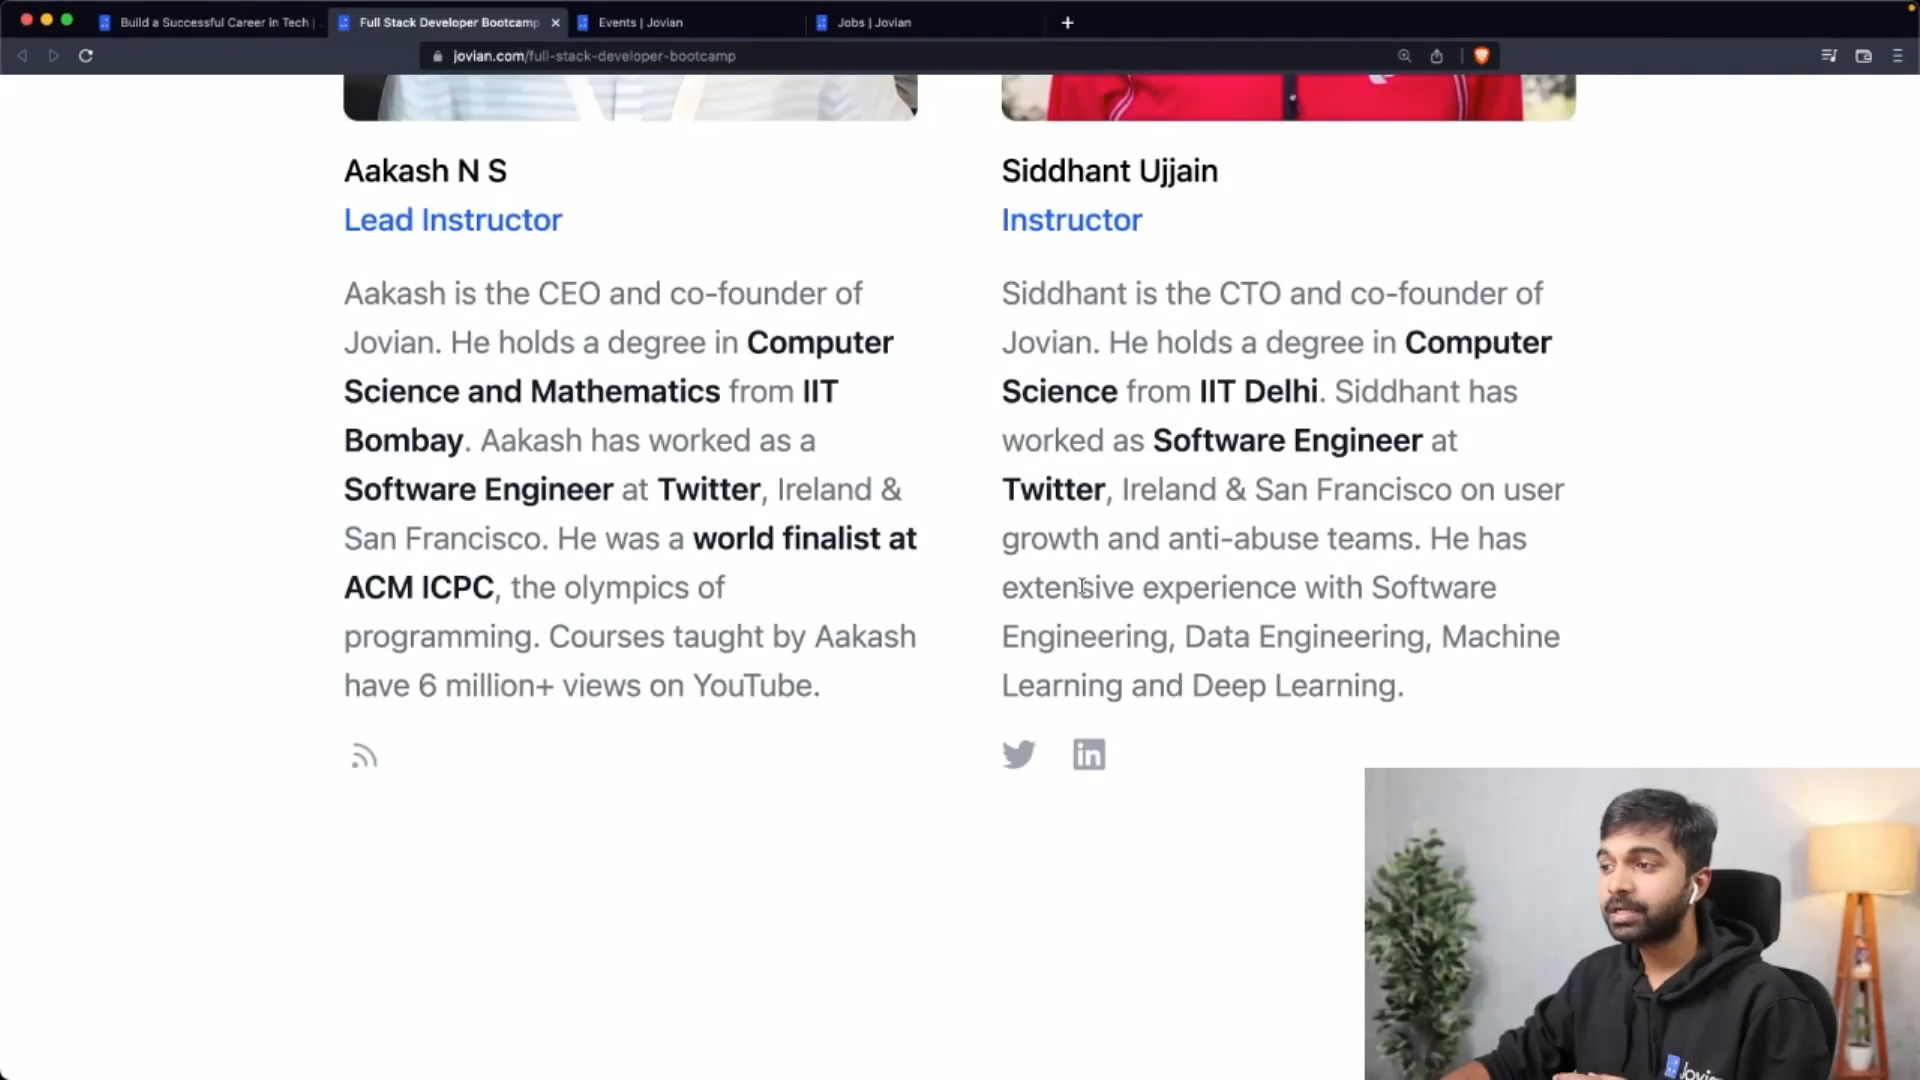 Build a Successful Career in Tech |
Full Stack Developer Bootcamp
Events | Jovian
Jobs | Jovian
jovian.com/full-stack-developer-bootcamp
Aakash N S
Lead Instructor
Aakash is the CEO and co-founder of
Jovian. He holds a degree in Computer
Science and Mathematics from IIT
Bombay. Aakash has worked as a
Software Engineer at Twitter, Ireland &
San Francisco. He was a world finalist at
ACM ICPC, the olympics of
programming. Courses taught by Aakash
have 6 million+ views on YouTube.
Siddhant Ujjain
Instructor
Siddhant is the CTO and co-founder of
Jovian. He holds a degree in Computer
Science from IIT Delhi. Siddhant has
worked as Software Engineer at
Twitter, Ireland & San Francisco on user
growth and anti-abuse teams. He has
extensive experience with Software
Engineering, Data Engineering, Machine
Learning and Deep Learning.
in